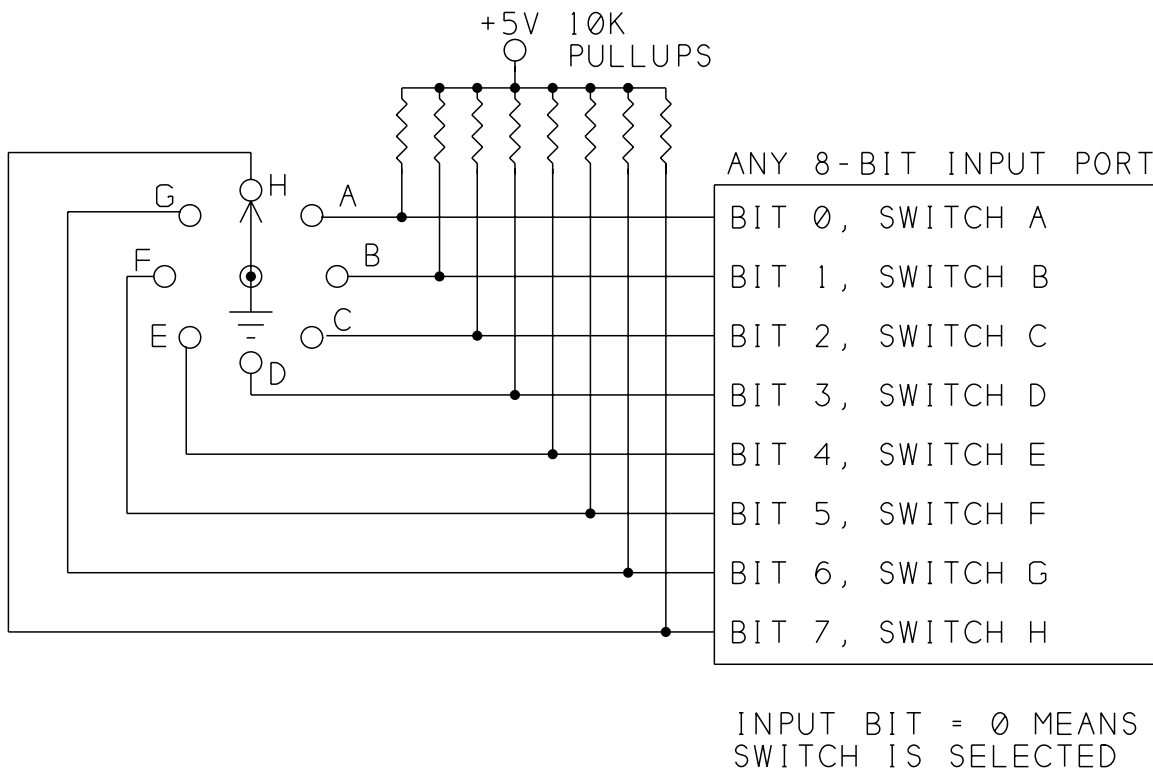 +5V 10K
PULLUPS
ANY 8-BIT INPUT PORT
H
G
A
BIT 0, SWITCH A
F
B
BIT 1, SWITCH B
E
C
BIT 2, SWITCH C
D
BIT 3, SWITCH D
BIT 4, SWITCH E
BIT 5, SWITCH F
BIT 6, SWITCH G
BIT 7, SWITCH H
INPUT BIT = 0 MEANS
SWITCH IS SELECTED